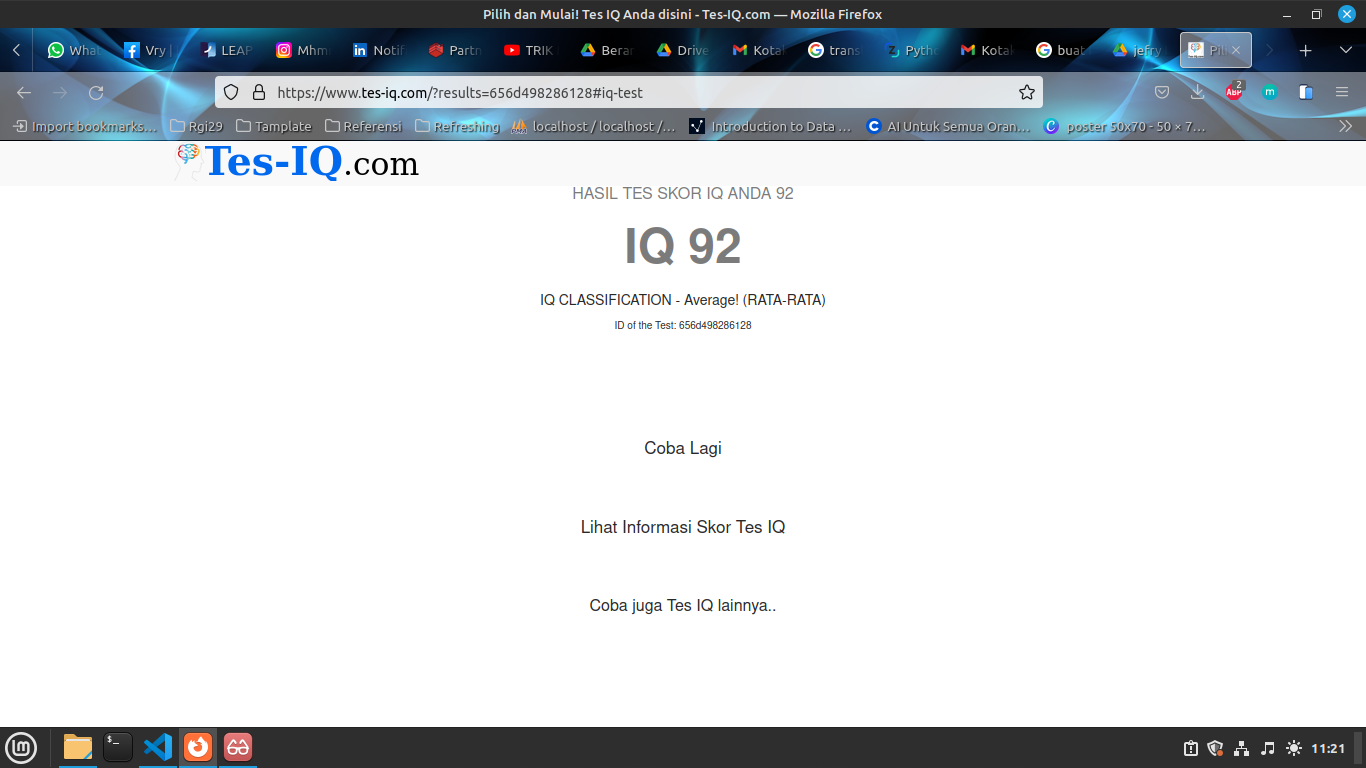 Pilih dan Mulai! Tes IQ Anda disini - Tes-IQ.com — Mozilla Firefox
What Vry | LEAP Mhm Notif Partn TRIK Berar Drive Kotal trans Pytho Kotak buat jefry Pil
https://www.tes-iq.com/?results=656d498286128#iq-test
ABP 2 m
Import bookmarks... Rgi29 Tamplate Referensi Refreshing localhost / localhost /... Introduction to Data ... AI Untuk Semua Oran... poster 50x70 - 50 × 7...
Tes-IQ.com
HASIL TES SKOR IQ ANDA 92
IQ 92
IQ CLASSIFICATION - Average! (RATA-RATA)
ID of the Test: 656d498286128
Coba Lagi
Lihat Informasi Skor Tes IQ
Coba juga Tes IQ lainnya..
11:21